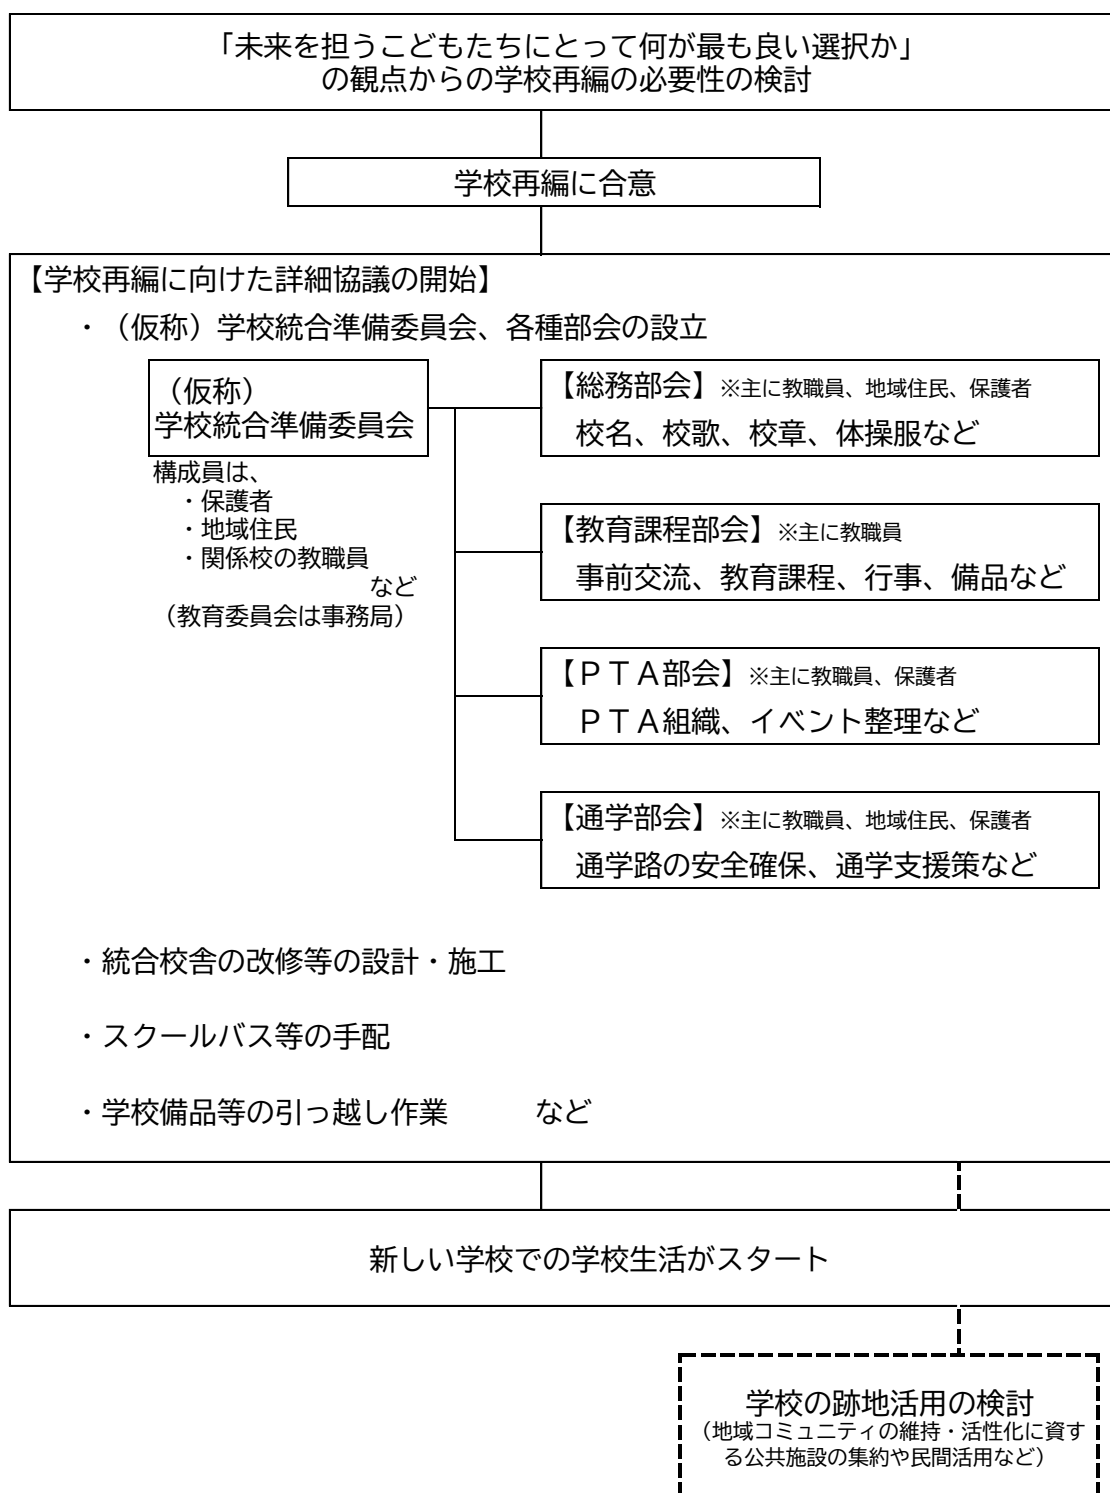 「未来を担うこどもたちにとって何が最も良い選択か」
の観点からの学校再編の必要性の検討
学校再編に合意
【学校再編に向けた詳細協議の開始】
・（仮称）学校統合準備委員会、各種部会の設立
（仮称）
学校統合準備委員会
構成員は、
・保護者
・地域住民
・関係校の教職員
など
（教育委員会は事務局）
【総務部会】※主に教職員、地域住民、保護者
校名、校歌、校章、体操服など
【教育課程部会】※主に教職員
事前交流、教育課程、行事、備品など
【ＰＴＡ部会】※主に教職員、保護者
ＰＴＡ組織、イベント整理など
【通学部会】※主に教職員、地域住民、保護者
通学路の安全確保、通学支援策など
・統合校舎の改修等の設計・施工
・スクールバス等の手配
・学校備品等の引っ越し作業　　　など
新しい学校での学校生活がスタート
学校の跡地活用の検討
（地域コミュニティの維持・活性化に資す
る公共施設の集約や民間活用など）